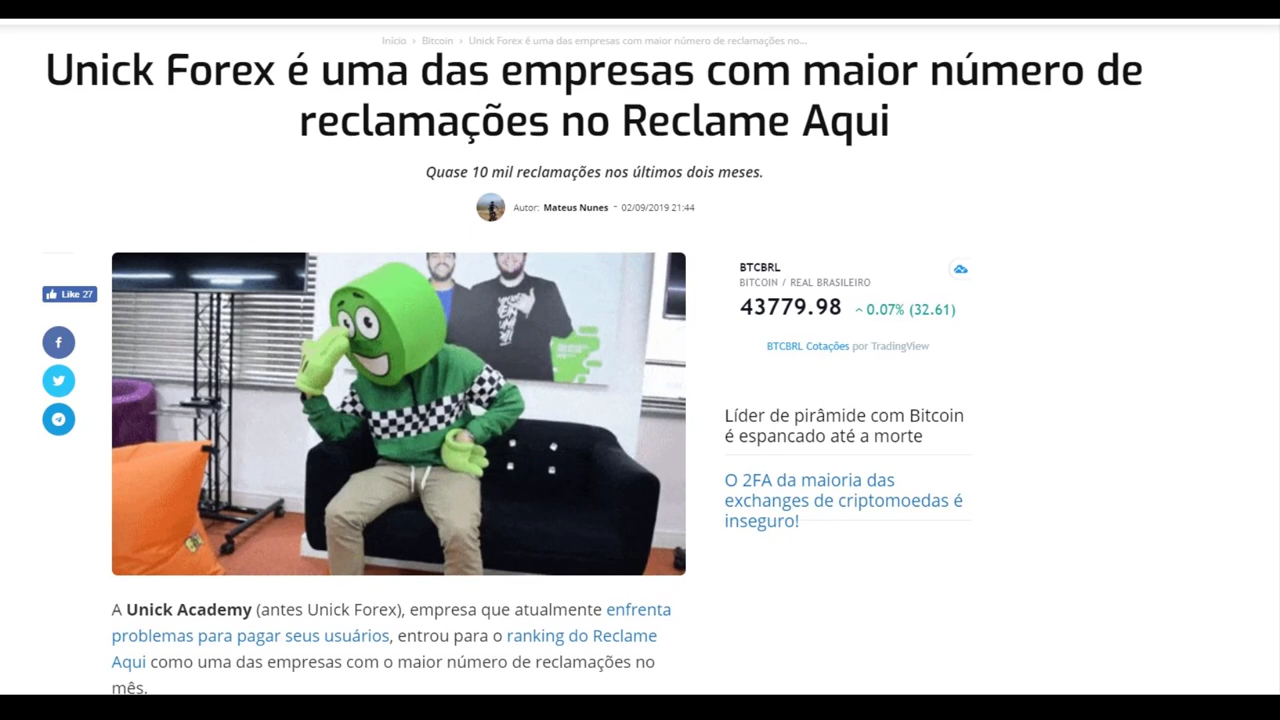 Início > Bitcoin > Unick Forex é uma das empresas com maior número de reclamações no...
Unick Forex é uma das empresas com maior número de
reclamações no Reclame Aqui
Quase 10 mil reclamações nos últimos dois meses.
Autor: Mateus Nunes - 02/09/2019 21:44
Like 27
BTCBRL
BITCOIN / REAL BRASILEIRO
43779.98 0.07% (32.61)
BTCBRL Cotações por TradingView
Líder de pirâmide com Bitcoin
é espancado até a morte
O 2FA da maioria das
exchanges de criptomoedas é
inseguro!
A Unick Academy (antes Unick Forex), empresa que atualmente enfrenta
problemas para pagar seus usuários, entrou para o ranking do Reclame
Aqui como uma das empresas com o maior número de reclamações no
mês.